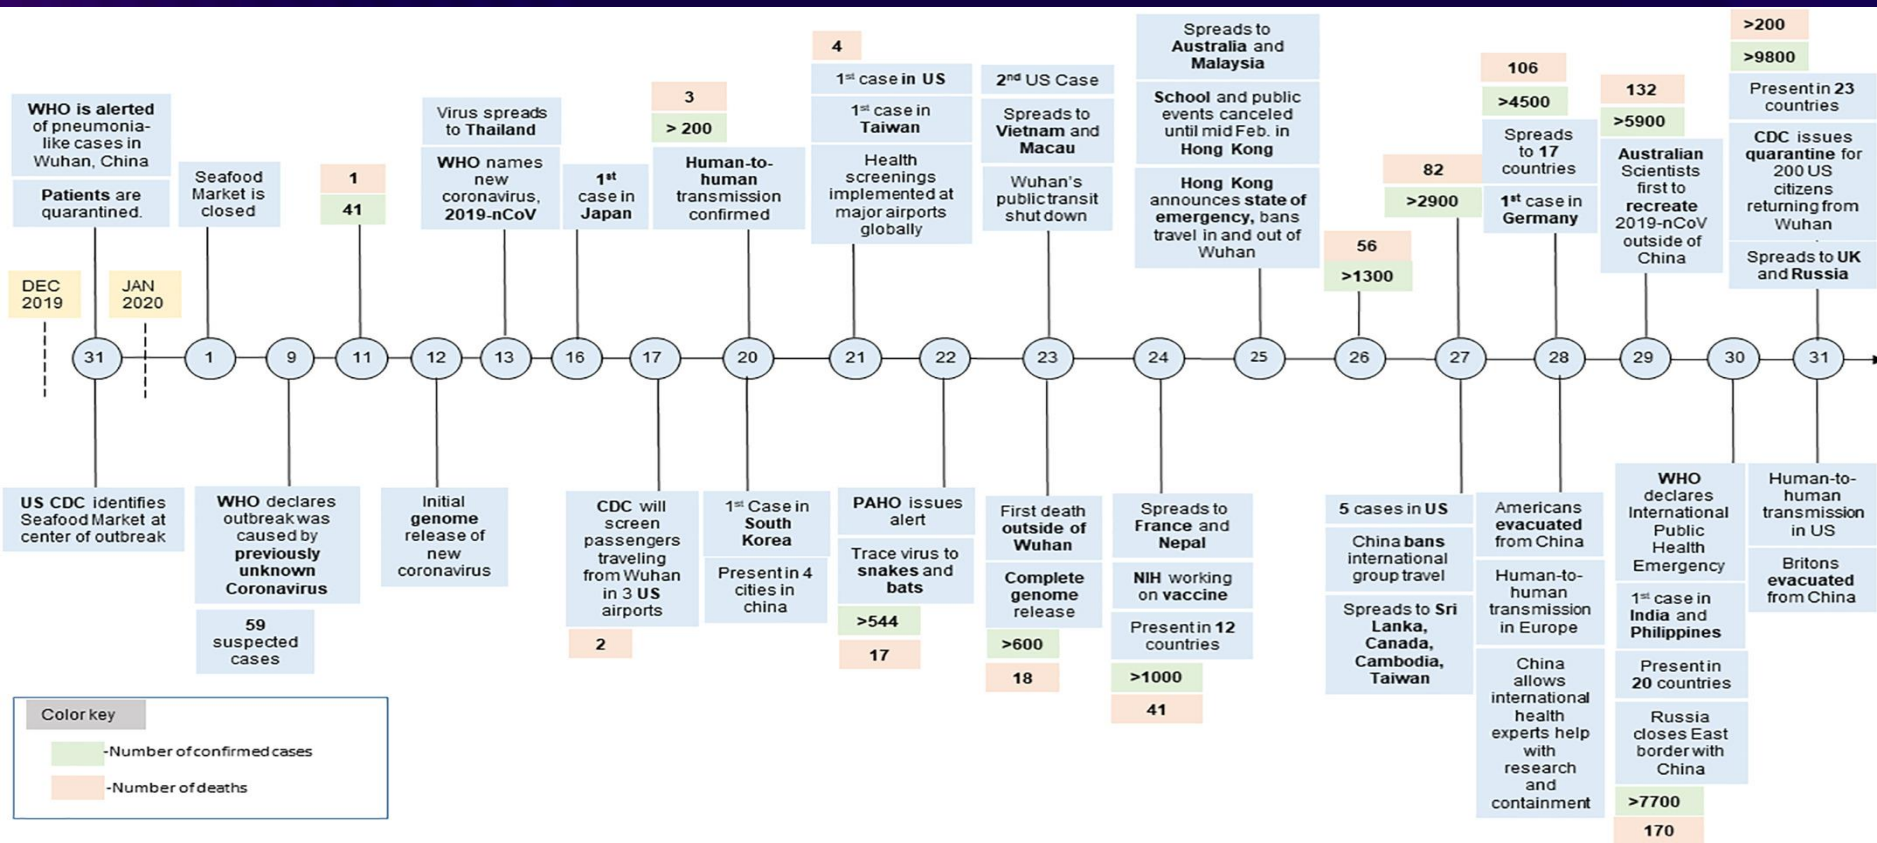 DEC
2019
JAN
2020
WHO is alerted
of pneumonia-
like cases in
Wuhan, China
Patients are
quarantined.
31
US CDC identifies
Seafood Market at
center of outbreak
Seafood
Market is
closed
1
9
WHO declares
outbreak was
caused by
previously
unknown
Coronavirus
59
suspected
cases
1
41
11
12
Initial
genome
release of
new
coronavirus
Virus spreads
to Thailand
WHO names
new
coronavirus,
2019-nCoV
13
1st
case in
Japan
16
17
CDC will
screen
passengers
traveling
from Wuhan
in 3 US
airports
2
3
> 200
Human-to-
human
transmission
confirmed
20
1st Case in
South
Korea
Present in 4
cities in
china
4
1st case in US
1st case in
Taiwan
Health
screenings
implemented at
major airports
globally
21
22
PAHO issues
alert
Trace virus to
snakes and
bats
>544
17
2nd US Case
Spreads to
Vietnam and
Macau
Wuhan's
public transit
shut down
23
First death
outside of
Wuhan
Complete
genome
release
>600
18
24
Spreads to
France and
Nepal
NIH working
on vaccine
Present in 12
countries
>1000
41
Spreads to
Australia and
Malaysia
School and public
events canceled
until mid Feb. in
Hong Kong
Hong Kong
announces state of
emergency, bans
travel in and out of
Wuhan
25
56
>1300
26
82
>2900
27
5 cases in US
China bans
international
group travel
Spreads to Sri
Lanka,
Canada,
Cambodia,
Taiwan
106
>4500
Spreads
to 17
countries
1st case in
Germany
28
Americans
evacuated
from China
Human-to-
human
transmission
in Europe
China
allows
international
health
experts help
with
research
and
containment
132
>5900
Australian
Scientists
first to
recreate
2019-nCoV
outside of
China
29
30
WHO
declares
International
Public
Health
Emergency
1st case in
India and
Philippines
Present in
20 countries
Russia
closes East
border with
China
>7700
170
>200
>9800
Present in 23
countries
CDC issues
quarantine for
200 US
citizens
returning from
Wuhan
Spreads to UK
and Russia
31
Human-to-
human
transmission
in US
Britons
evacuated
from China
Color key
-Number of confirmed cases
-Number of deaths